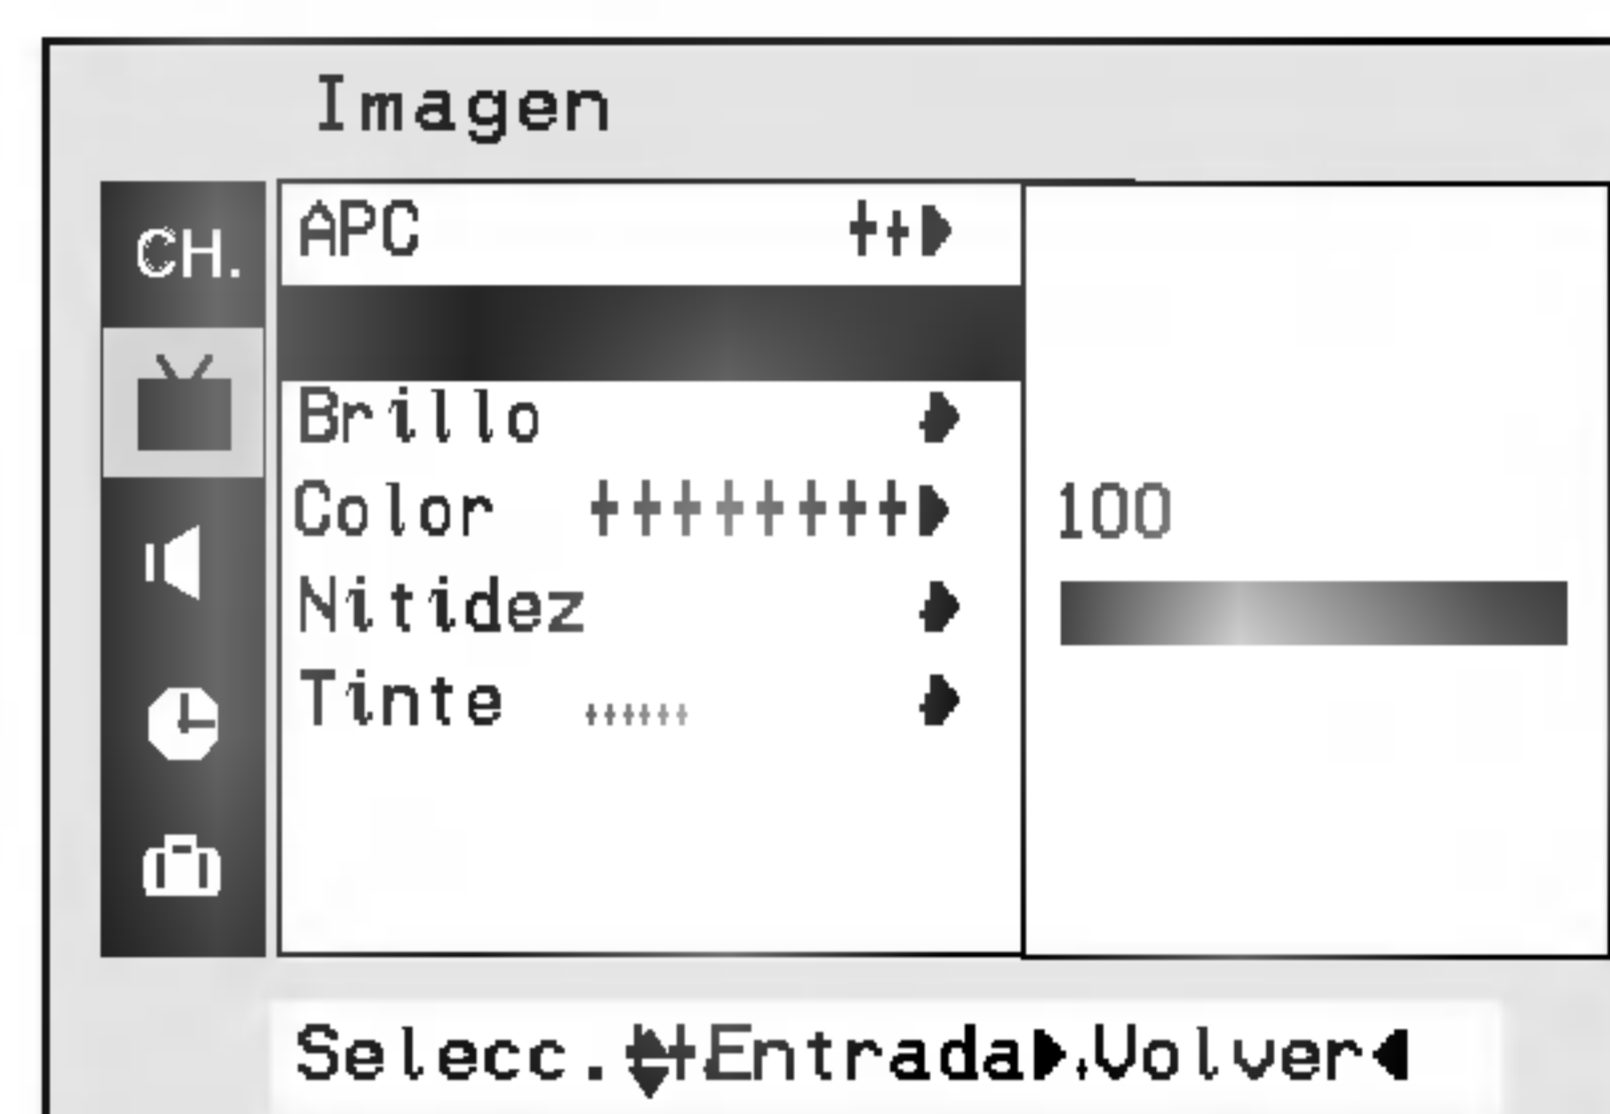 Imagen
CH.
APC
Brillo
Color
100
Nitidez
Tinte
Selecc. Entrada Volver